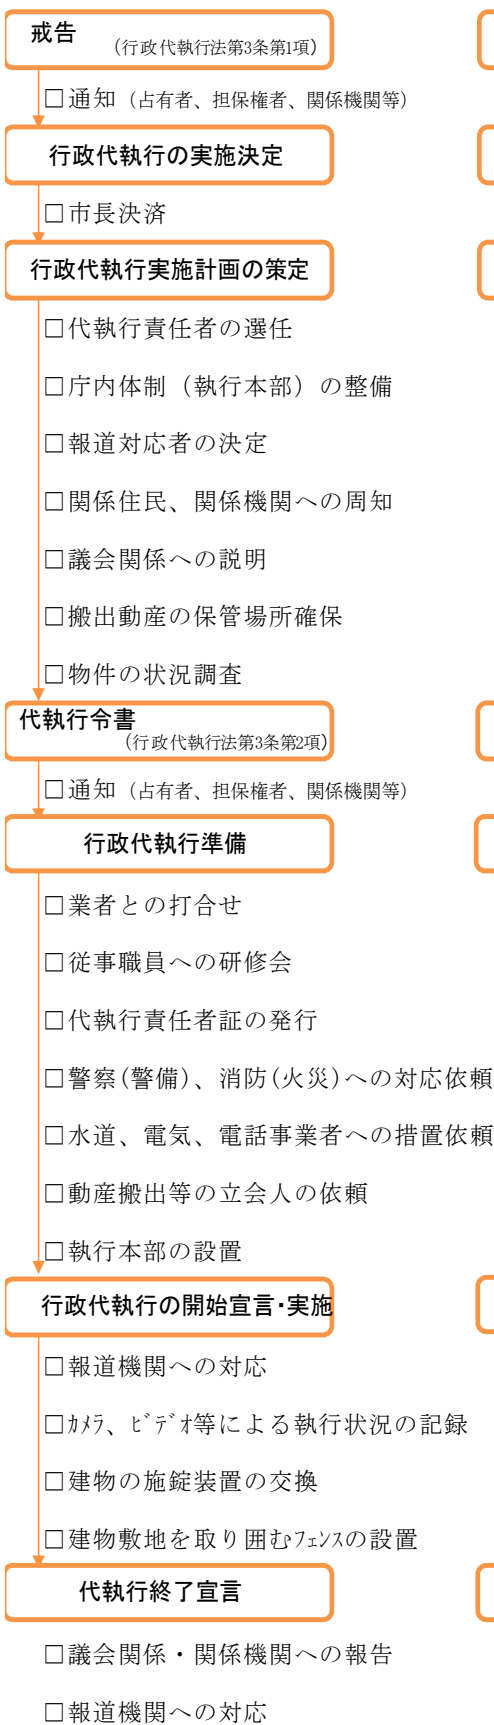 戒告
(行政代執行法第3条第1項)
□通知（占有者、担保権者、関係機関等）
行政代執行の実施決定
□市長決済
行政代執行実施計画の策定
□代執行責任者の選任
□庁内体制（執行本部）の整備
□報道対応者の決定
□関係住民、関係機関への周知
□議会関係への説明
□搬出動産の保管場所確保
□物件の状況調査
代執行令書
(行政代執行法第3条第2項)
□通知（占有者、担保権者、関係機関等）
行政代執行準備
□業者との打合せ
□従事職員への研修会
□代執行責任者証の発行
□警察(警備)、消防(火災)への対応依頼
□水道、電気、電話事業者への措置依頼
□動産搬出等の立会人の依頼
□執行本部の設置
行政代執行の開始宣言・実施
□報道機関への対応
□ｶﾒﾗ、ﾋﾞﾃﾞｵ等による執行状況の記録
□建物の施錠装置の交換
□建物敷地を取り囲むﾌｪﾝｽの設置
代執行終了宣言
□議会関係・関係機関への報告
□報道機関への対応